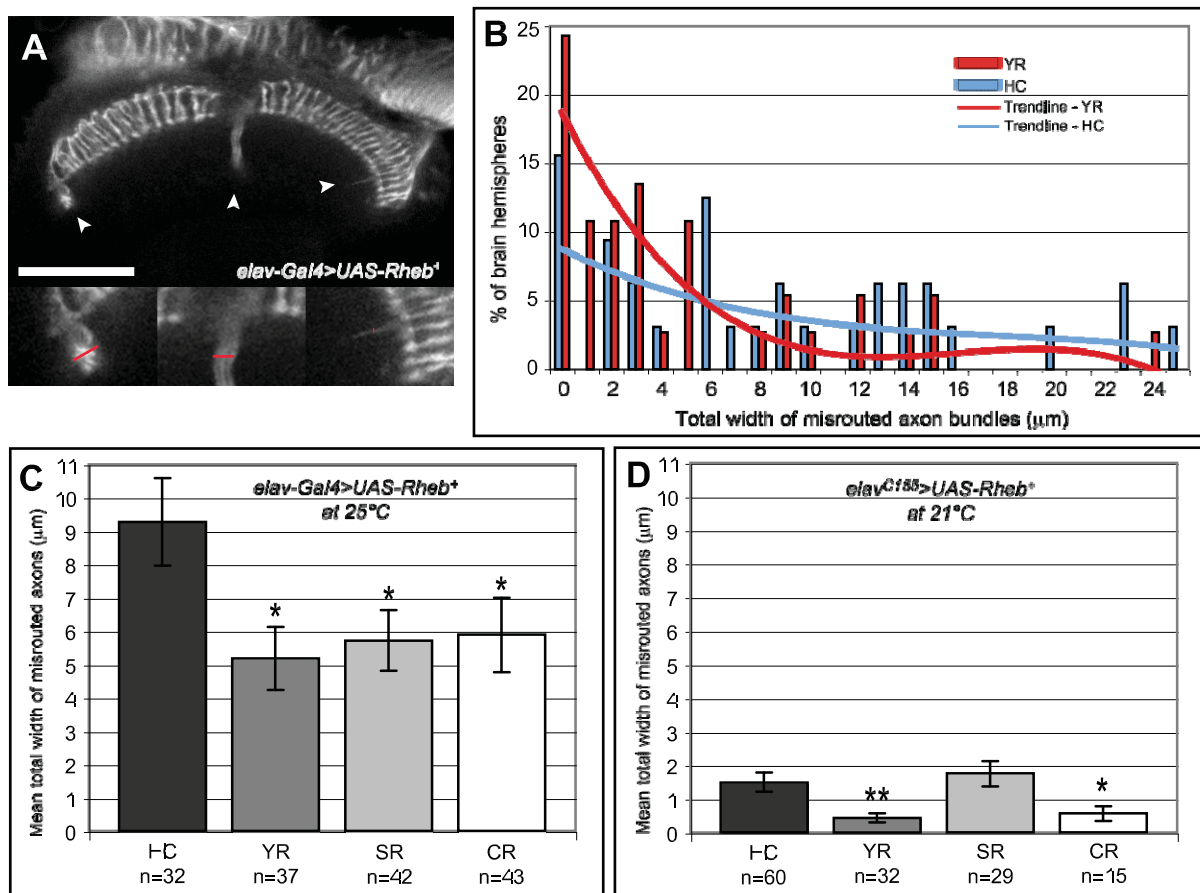 A
elav-Gal4>UAS-Rheb⁺
B
25
20
15
10
5
0
% of brain hemispheres
YR
HC
Trendline - YR
Trendline - HC
0 2 4 6 8 10 12 14 16 18 20 22 24
Total width of misrouted axon bundles (μm)
C
elav-Gal4>UAS-Rheb⁺
at 25°C
Mean total width of misrouted axons (μm)
11
10
9
8
7
6
5
4
3
2
1
0
* * *
HC YR SR CR
n=32 n=37 n=42 n=43
D
elavC155>UAS-Rheb⁺
at 21°C
Mean total width of misrouted axons (μm)
11
10
9
8
7
6
5
4
3
2
1
0
** *
HC YR SR CR
n=60 n=32 n=29 n=15